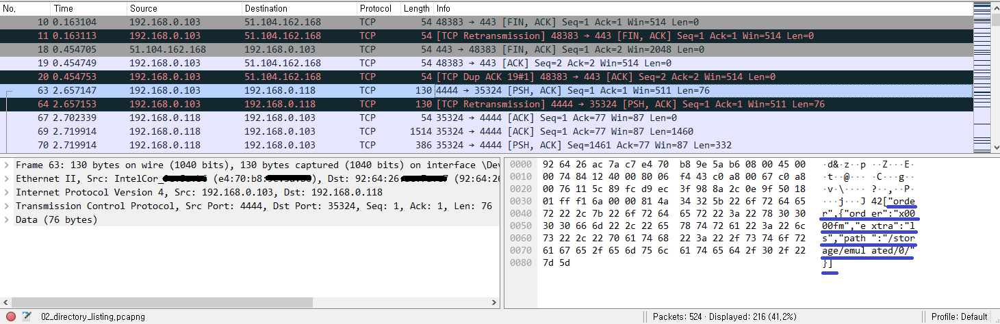 No. Time Source Destination Protocol Length Info
10 0.163104 192.168.0.103 51.104.162.168 TCP 54 48383 → 443 [FIN, ACK] Seq=1 Ack=1 Win=514 Len=0
11 0.163113 192.168.0.103 51.104.162.168 TCP 54 [TCP Retransmission] 48383 → 443 [FIN, ACK] Seq=1 Ack=1 Win=514 Len=0
18 0.454705 51.104.162.168 192.168.0.103 TCP 54 443 → 48383 [FIN, ACK] Seq=1 Ack=2 Win=2048 Len=0
19 0.454749 192.168.0.103 51.104.162.168 TCP 54 48383 → 443 [ACK] Seq=2 Ack=2 Win=514 Len=0
20 0.454753 192.168.0.103 51.104.162.168 TCP 54 [TCP Dup ACK 19#1] 48383 → 443 [ACK] Seq=2 Ack=2 Win=514 Len=0
63 2.657147 192.168.0.103 192.168.0.118 TCP 130 4444 → 35324 [PSH, ACK] Seq=1 Ack=1 Win=511 Len=76
64 2.657153 192.168.0.103 192.168.0.118 TCP 130 [TCP Retransmission] 4444 → 35324 [PSH, ACK] Seq=1 Ack=1 Win=511 Len=76
67 2.702339 192.168.0.118 192.168.0.103 TCP 54 35324 → 4444 [ACK] Seq=1 Ack=77 Win=87 Len=0
69 2.719914 192.168.0.118 192.168.0.103 TCP 1514 35324 → 4444 [ACK] Seq=1 Ack=77 Win=87 Len=1460
70 2.719914 192.168.0.118 192.168.0.103 TCP 386 35324 → 4444 [PSH, ACK] Seq=1461 Ack=77 Win=87 Len=332
Frame 63: 130 bytes on wire (1040 bits), 130 bytes captured (1040 bits) on interface \Dev
Ethernet II, Src: IntelCor_ (e4:70:b8: ), Dst: 92:64:26 (92:64:26
Internet Protocol Version 4, Src: 192.168.0.103, Dst: 192.168.0.118
Transmission Control Protocol, Src Port: 4444, Dst Port: 35324, Seq: 1, Ack: 1, Len: 76
Data (76 bytes)
0000 92 64 26 ac 7a c7 e4 70 b8 9e 5a b6 08 00 45 00 ·d&·z··p ··Z···E·
0010 00 74 84 12 40 00 80 06 f4 43 c0 a8 00 67 c0 a8 ·t··@··· ·C···g··
0020 00 76 11 5c 89 fc cd d9 ec 3f 98 8a 2c 0e 9f 50 18 ·v·\···· ?··,··P·
0030 01 ff f1 6a 00 00 81 4a 34 32 5b 22 6f 72 64 65 ···j···J 42["orde
0040 72 22 2c 7b 22 6f 72 64 65 72 22 3a 22 78 30 30 r",{"ord er":"x00
0050 30 30 66 6d 22 2c 22 65 78 74 72 61 22 3a 22 6c 00fm","e xtra":"l
0060 73 22 2c 22 70 61 74 68 22 3a 22 2f 73 74 6f 72 s","path ":"/stor
0070 61 67 65 2f 65 6d 75 6c 61 74 65 64 2f 30 2f 22 age/emul ated/0/"
0080 7d 5d }]
02_directory_listing.pcapng Packets: 524 · Displayed: 216 (41.2%) Profile: Default